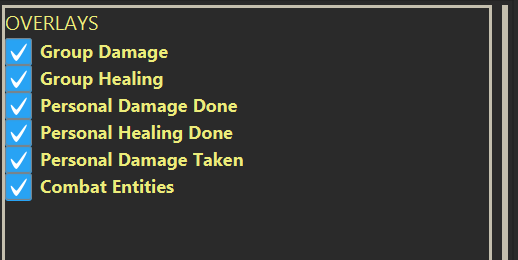 OVERLAYS
Group Damage
Group Healing
Personal Damage Done
Personal Healing Done
Personal Damage Taken
Combat Entities